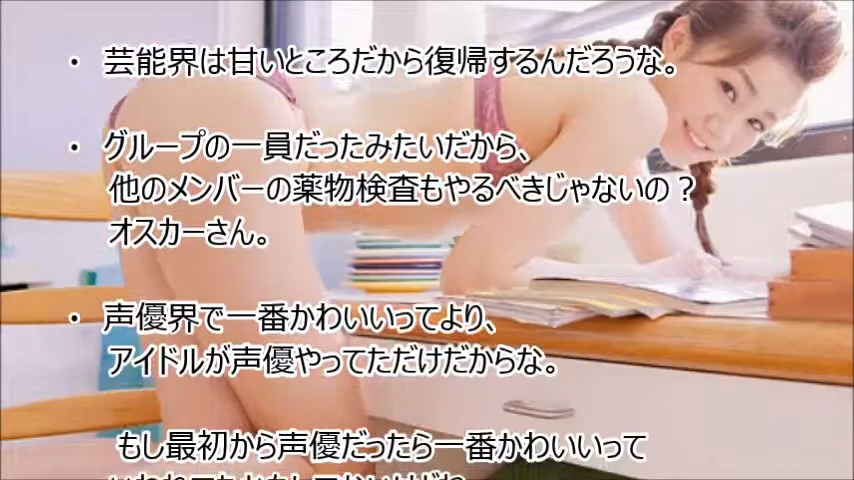 ・ 芸能界は甘いところだから復帰するんだろうな。
・ グループの一員だったみたいだから、
他のメンバーの薬物検査もやるべきじゃないの？
オスカーさん。
・ 声優界で一番かわいいってより、
アイドルが声優やってただけだからな。
もし最初から声優だったら一番かわいいって